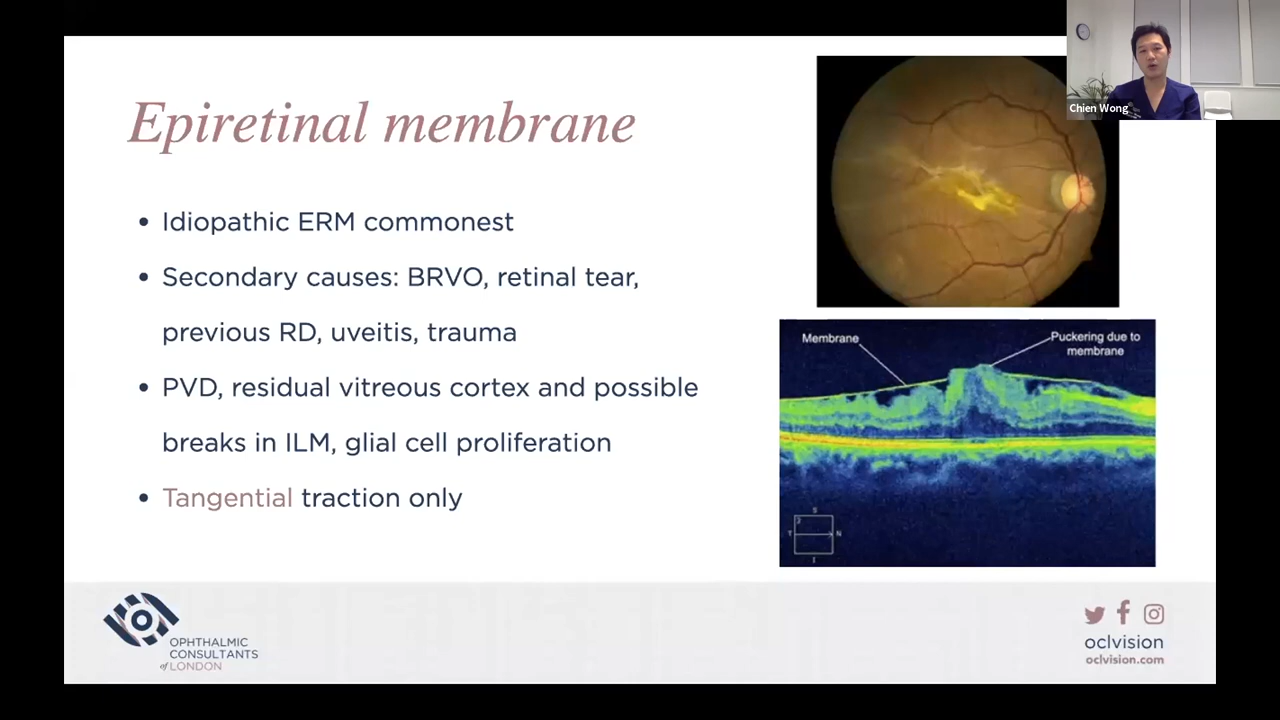 Epiretinal membrane
• Idiopathic ERM commonest
• Secondary causes: BRVO, retinal tear,
previous RD, uveitis, trauma
• PVD, residual vitreous cortex and possible
breaks in ILM, glial cell proliferation
• Tangential traction only
Chien Wong
Membrane
Puckering due to
membrane
S
T
N
I
OPHTHALMIC
CONSULTANTS
of LONDON
oclvision
oclvision.com